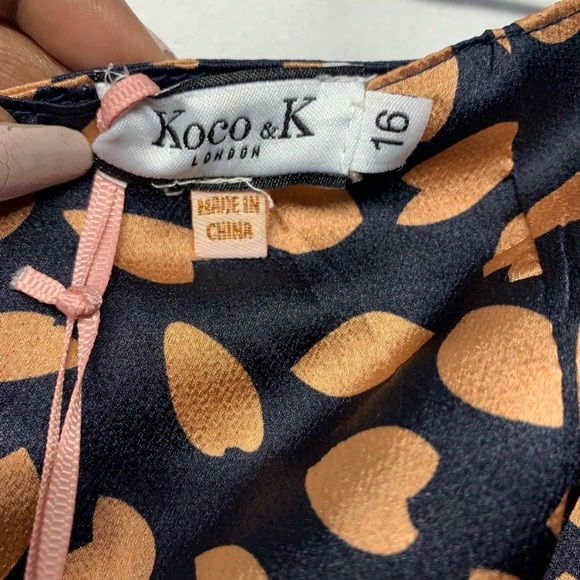 Koco & K
LONDON
16
MADE IN
CHINA